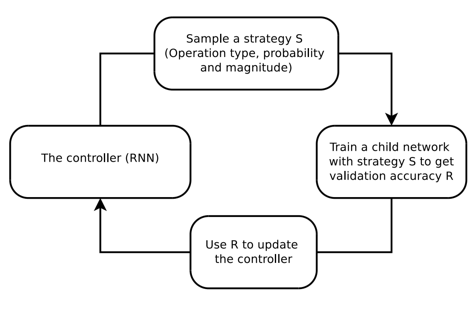 Sample a strategy S
(Operation type, probability
and magnitude)
The controller (RNN)
Train a child network
with strategy S to get
validation accuracy R
Use R to update
the controller